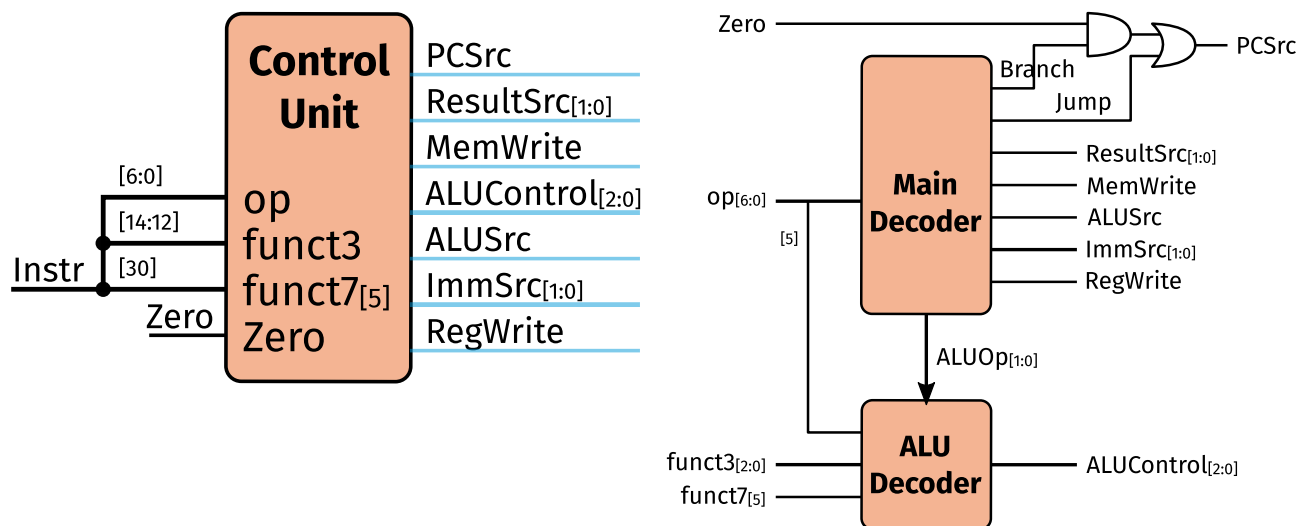 Control
Unit
PCSrc
ResultSrc[1:0]
MemWrite
[6:0]
op
ALUControl[2:0]
[14:12]
funct3
ALUSrc
Instr
[30]
funct7[5]
ImmSrc[1:0]
Zero
Zero
RegWrite
Zero
PCSrc
Branch
Jump
ResultSrc[1:0]
Main
Decoder
MemWrite
op[6:0]
ALUSrc
[5]
ImmSrc[1:0]
RegWrite
ALUOp[1:0]
ALU
Decoder
funct3[2:0]
ALUControl[2:0]
funct7[5]